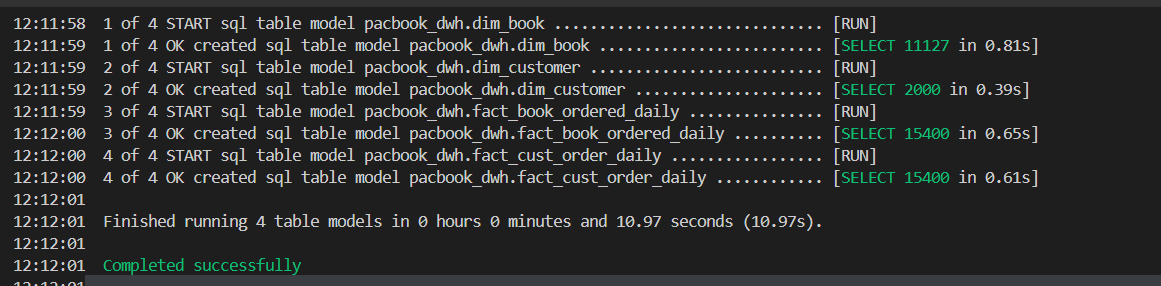 12:11:58  1 of 4 START sql table model pacbook_dwh.dim_book ............................... [RUN]
12:11:59  1 of 4 OK created sql table model pacbook_dwh.dim_book .......................... [SELECT 11127 in 0.81s]
12:11:59  2 of 4 START sql table model pacbook_dwh.dim_customer ........................... [RUN]
12:11:59  2 of 4 OK created sql table model pacbook_dwh.dim_customer ...................... [SELECT 2000 in 0.39s]
12:11:59  3 of 4 START sql table model pacbook_dwh.fact_book_ordered_daily ................ [RUN]
12:12:00  3 of 4 OK created sql table model pacbook_dwh.fact_book_ordered_daily ........... [SELECT 15400 in 0.65s]
12:12:00  4 of 4 START sql table model pacbook_dwh.fact_cust_order_daily .................. [RUN]
12:12:00  4 of 4 OK created sql table model pacbook_dwh.fact_cust_order_daily ............. [SELECT 15400 in 0.61s]
12:12:01
12:12:01  Finished running 4 table models in 0 hours 0 minutes and 10.97 seconds (10.97s).
12:12:01
12:12:01  Completed successfully
12:12:01